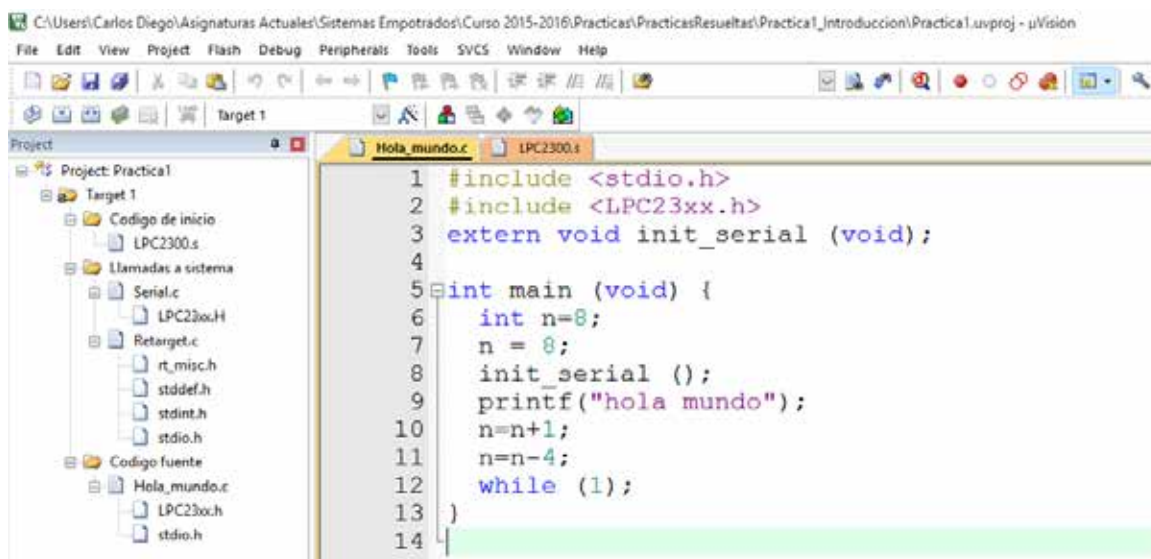 C:\Users\Carlos Diego\Asignaturas Actuales\Sistemas Empotrados\Curso 2015-2016\Practicas\PracticasResueltas\Practica1_Introduccion\Practica1.uvproj - µVision
File Edit View Project Flash Debug Peripherals Tools SVCS Window Help
Target 1
Project
Project: Practica1
Target 1
Codigo de inicio
LPC2300.s
Llamadas a sistema
Serial.c
LPC23xx.H
Retarget.c
rt_misc.h
stddef.h
stdint.h
stdio.h
Codigo fuente
Hola_mundo.c
LPC23xx.h
stdio.h
Hola_mundo.c LPC2300.s
1 #include <stdio.h>
2 #include <LPC23xx.h>
3 extern void init_serial (void);
4
5 int main (void) {
6 int n=8;
7 n = 8;
8 init_serial ();
9 printf("hola mundo");
10 n=n+1;
11 n=n-4;
12 while (1);
13 }
14